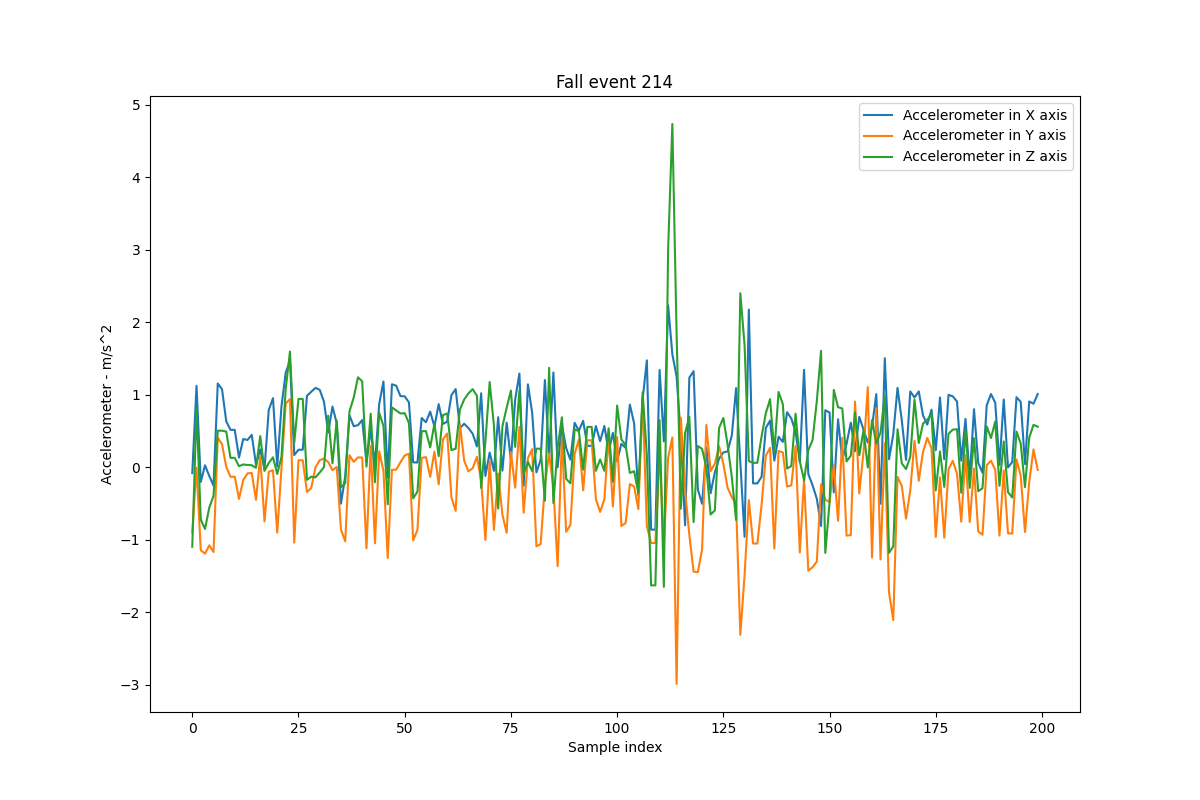 Fall event 214
Accelerometer in X axis
Accelerometer in Y axis
Accelerometer in Z axis
Accelerometer - m/s^2
5
4
3
2
1
0
−1
−2
−3
0 25 50 75 100 125 150 175 200
Sample index